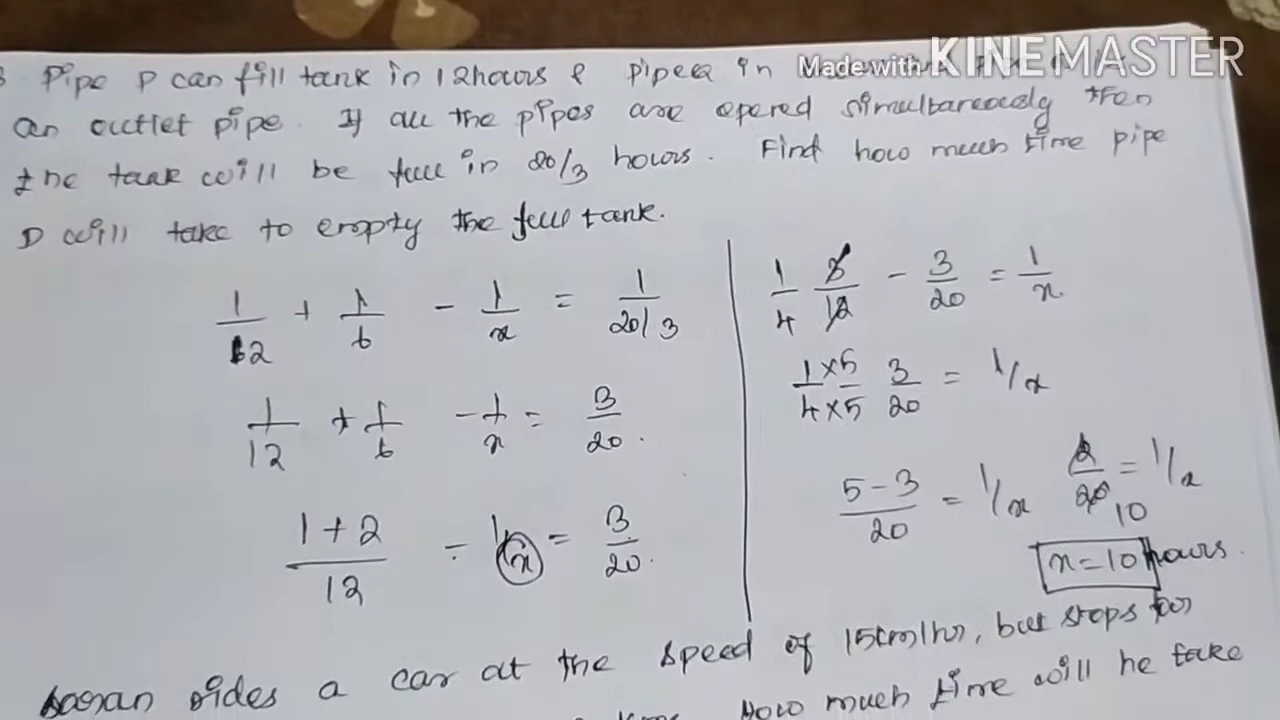 Pipe P can fill tank in 12 hours & pipe Q in
Made with KINEMASTER
an outlet pipe. If all the pipes are opened simultaneously then
the tank will be full in 20/3 hours. Find how much time pipe
D will take to empty the full tank.
1/12 + 1/6 - 1/x = 1/20/3
1/12 + 1/6 - 1/x = 3/20.
1+2/12 - 1/x = 3/20.
1/4 3/12 - 3/20 = 1/x
1×5/4×5 3/20 = 1/x
5-3/20 = 1/x
2/20 = 1/x
10
x=10 hours.
rides a car at the speed of 15km/hr, but stops for
How much time will he take